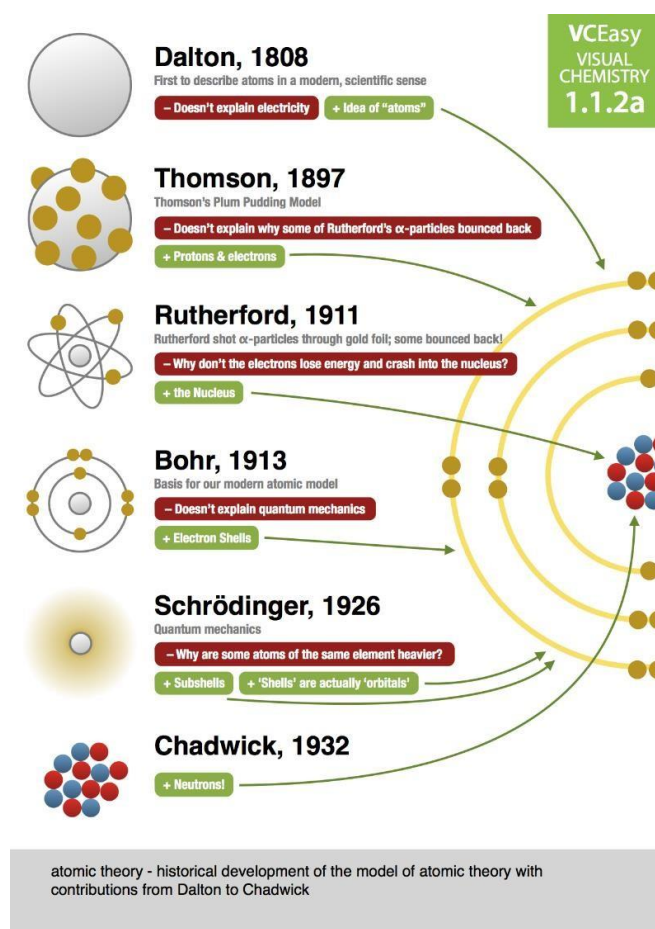 VCEasy
VISUAL
CHEMISTRY
1.1.2a
Dalton, 1808
First to describe atoms in a modern, scientific sense
– Doesn't explain electricity
+ Idea of "atoms"
Thomson, 1897
Thomson's Plum Pudding Model
– Doesn't explain why some of Rutherford's α-particles bounced back
+ Protons & electrons
Rutherford, 1911
Rutherford shot α-particles through gold foil; some bounced back!
– Why don't the electrons lose energy and crash into the nucleus?
+ the Nucleus
Bohr, 1913
Basis for our modern atomic model
– Doesn't explain quantum mechanics
+ Electron Shells
Schrödinger, 1926
Quantum mechanics
– Why are some atoms of the same element heavier?
+ Subshells
+ 'Shells' are actually 'orbitals'
Chadwick, 1932
+ Neutrons!
atomic theory - historical development of the model of atomic theory with
contributions from Dalton to Chadwick